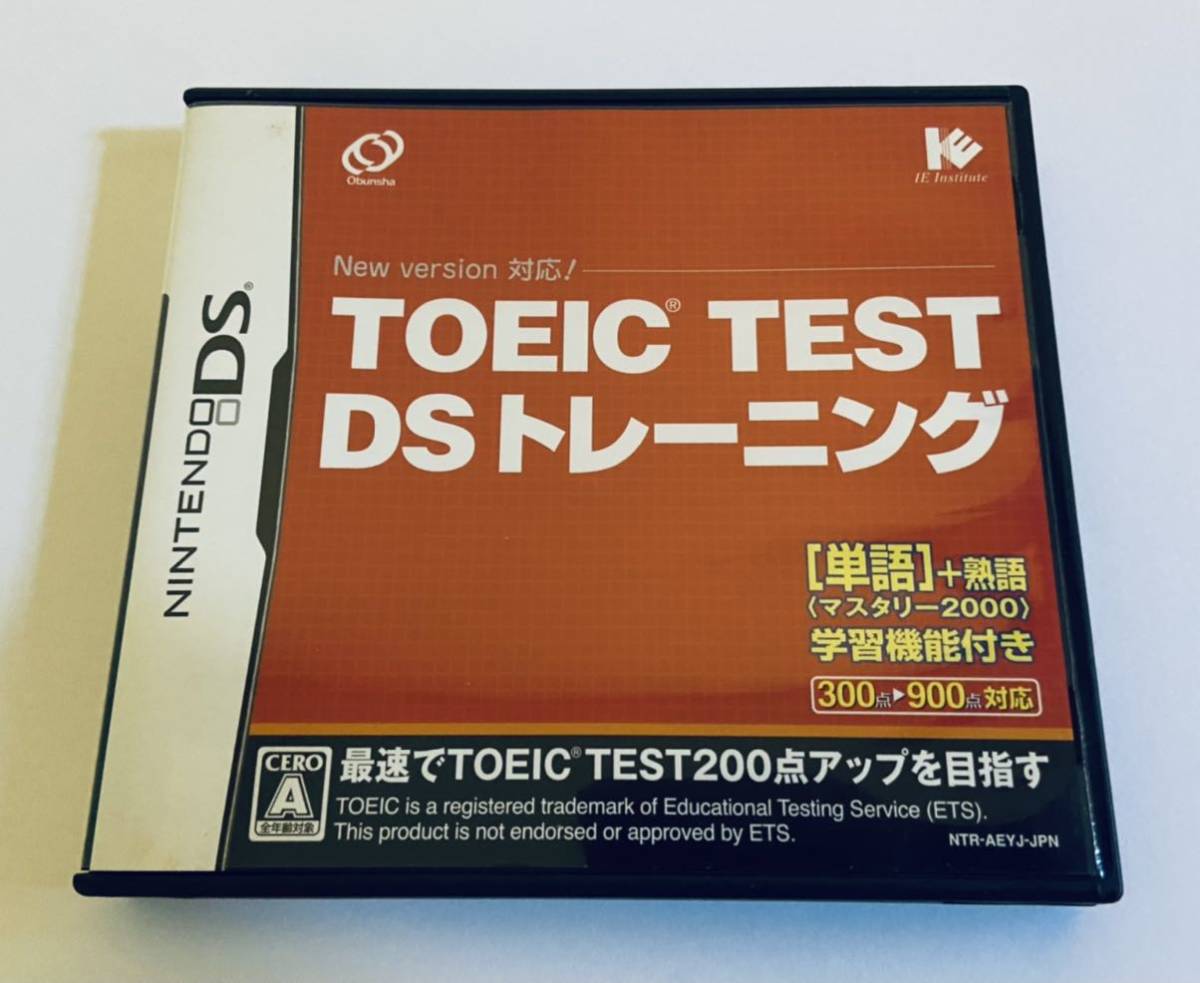 NINTENDO DS®
Obunsha
IE Institute
New version 対応!
TOEIC® TEST
DSトレーニング
[単語]+熟語
〈マスタリー2000〉
学習機能付き
300点▶900点対応
CERO
A
全年齢対象
最速でTOEIC® TEST200点アップを目指す
TOEIC is a registered trademark of Educational Testing Service (ETS).
This product is not endorsed or approved by ETS.
NTR-AEYJ-JPN